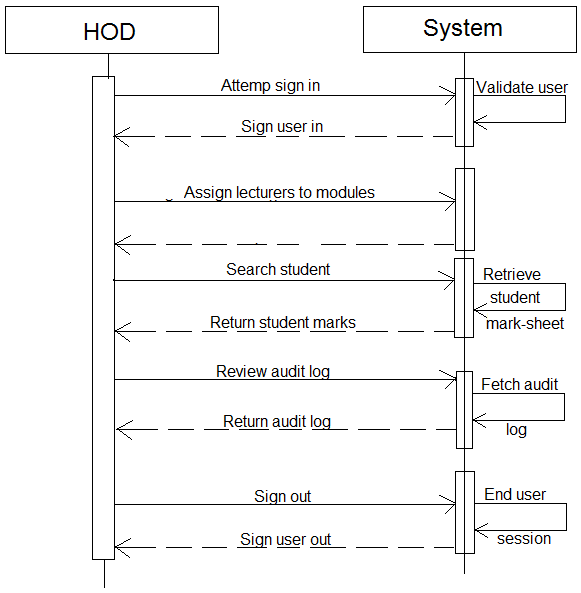 HOD
System
Attemp sign in
Validate user
Sign user in
Assign lecturers to modules
Search student
Retrieve
student
mark-sheet
Return student marks
Review audit log
Fetch audit
log
Return audit log
Sign out
End user
session
Sign user out